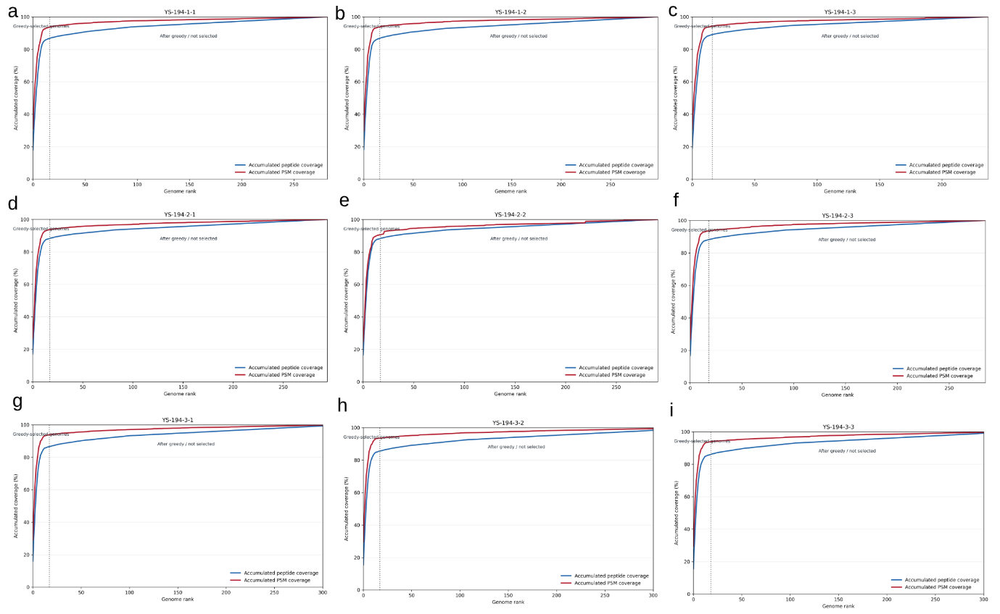 a
YS-194-1-1
Greedy-selected genomes
After greedy / not selected
Accumulated coverage (%)
100
80
60
40
20
0
Accumulated peptide coverage
Accumulated PSM coverage
0 50 100 150 200 250
Genome rank
b
YS-194-1-2
Greedy-selected genomes
After greedy / not selected
Accumulated coverage (%)
100
80
60
40
20
0
Accumulated peptide coverage
Accumulated PSM coverage
0 50 100 150 200 250
Genome rank
c
YS-194-1-3
Greedy-selected genomes
After greedy / not selected
Accumulated coverage (%)
100
80
60
40
20
0
Accumulated peptide coverage
Accumulated PSM coverage
0 50 100 150 200
Genome rank
d
YS-194-2-1
Greedy-selected genomes
After greedy / not selected
Accumulated coverage (%)
100
80
60
40
20
0
Accumulated peptide coverage
Accumulated PSM coverage
0 50 100 150 200 250
Genome rank
e
YS-194-2-2
Greedy-selected genomes
After greedy / not selected
Accumulated coverage (%)
100
80
60
40
20
0
Accumulated peptide coverage
Accumulated PSM coverage
0 50 100 150 200 250
Genome rank
f
YS-194-2-3
Greedy-selected genomes
After greedy / not selected
Accumulated coverage (%)
100
80
60
40
20
0
Accumulated peptide coverage
Accumulated PSM coverage
0 50 100 150 200 250
Genome rank
g
YS-194-3-1
Greedy-selected genomes
After greedy / not selected
Accumulated coverage (%)
100
80
60
40
20
0
Accumulated peptide coverage
Accumulated PSM coverage
0 50 100 150 200 250 300
Genome rank
h
YS-194-3-2
Greedy-selected genomes
After greedy / not selected
Accumulated coverage (%)
100
80
60
40
20
0
Accumulated peptide coverage
Accumulated PSM coverage
0 50 100 150 200 250 300
Genome rank
i
YS-194-3-3
Greedy-selected genomes
After greedy / not selected
Accumulated coverage (%)
100
80
60
40
20
0
Accumulated peptide coverage
Accumulated PSM coverage
0 50 100 150 200 250 300
Genome rank